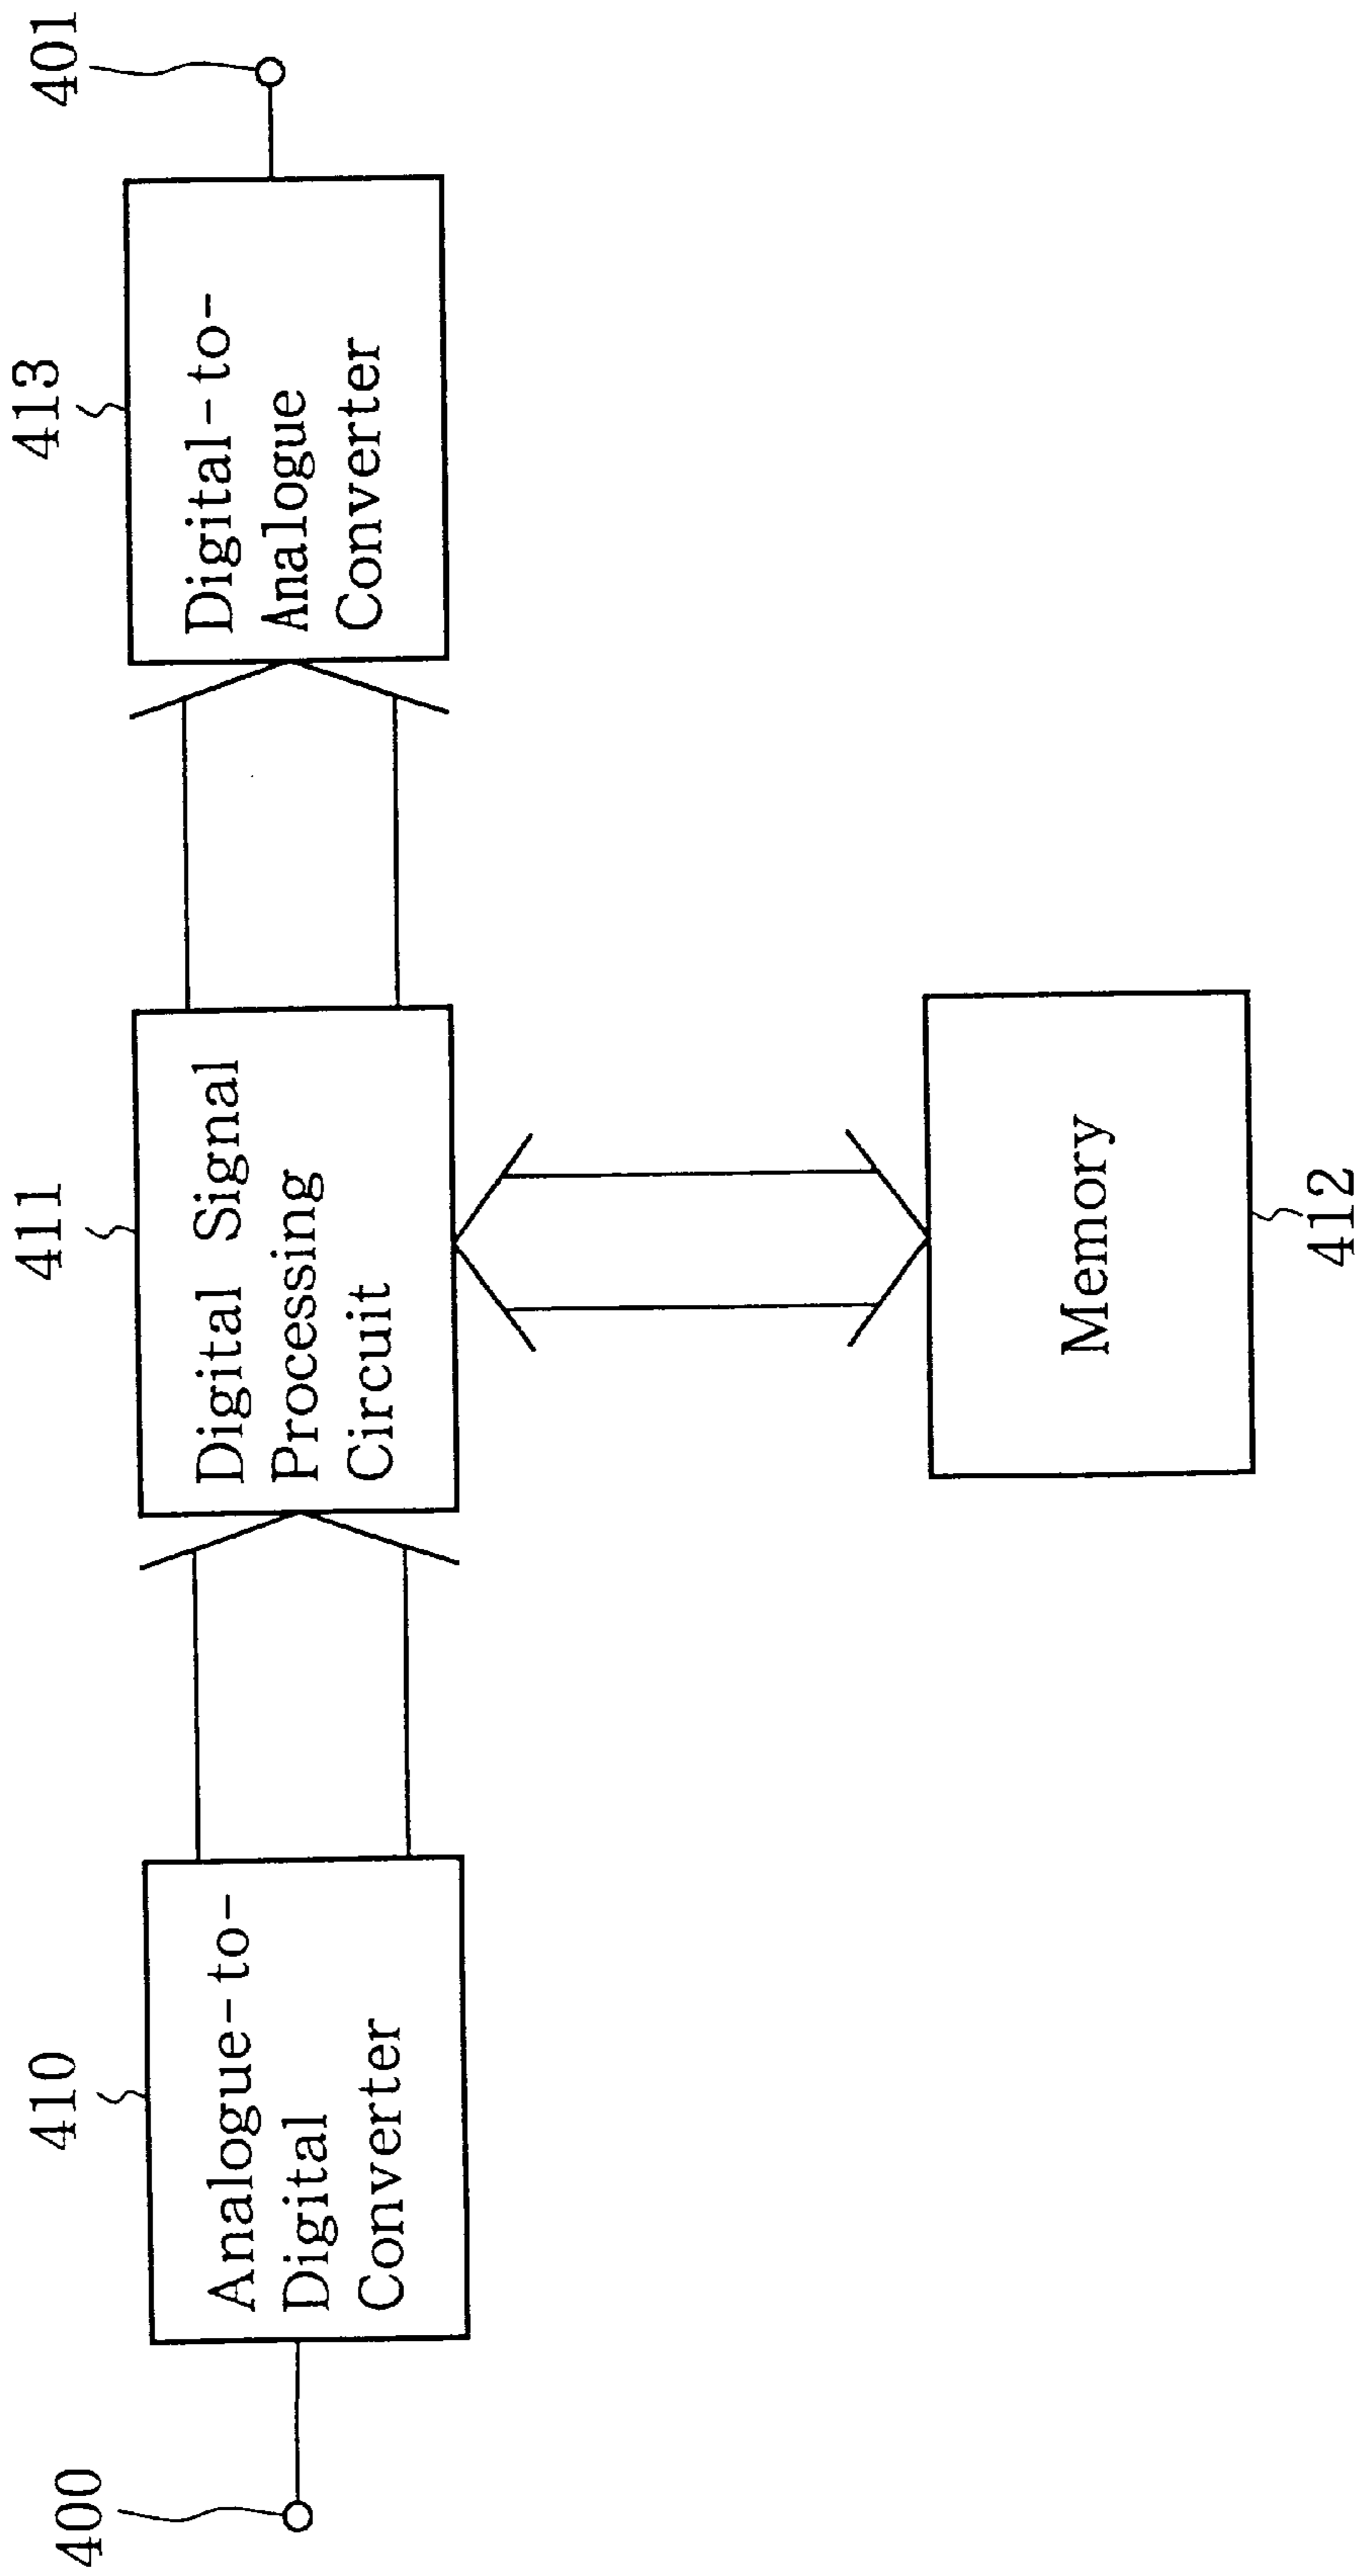 410
411
413
401
400
Analogue-to-
Digital
Converter
Digital Signal
Processing
Circuit
Digital-to-
Analogue
Converter
Memory
412